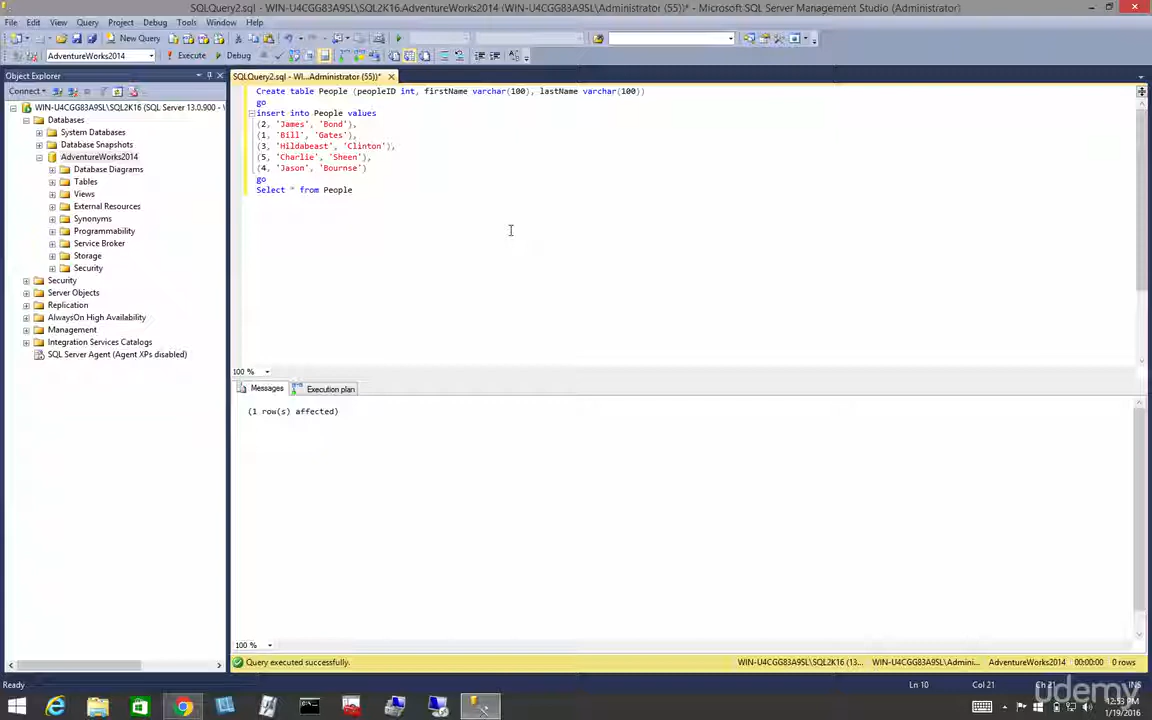 SQLQuery2.sql - WIN-U4CGG83A9SL\SQL2K16.AdventureWorks2014 (WIN-U4CGG83A9SL\Administrator (55))* - Microsoft SQL Server Management Studio (Administrator)
File Edit View Query Project Debug Tools Window Help
New Query
AdventureWorks2014 Execute Debug
Object Explorer
SQLQuery2.sql - WI...Administrator (55))*
Connect
WIN-U4CGG83A9SL\SQL2K16 (SQL Server 13.0.900 - \
Databases
System Databases
Database Snapshots
AdventureWorks2014
Database Diagrams
Tables
Views
External Resources
Synonyms
Programmability
Service Broker
Storage
Security
Security
Server Objects
Replication
AlwaysOn High Availability
Management
Integration Services Catalogs
SQL Server Agent (Agent XPs disabled)
Create table People (peopleID int, firstName varchar(100), lastName varchar(100))
go
insert into People values
(2, 'James', 'Bond'),
(1, 'Bill', 'Gates'),
(3, 'Hildabeast', 'Clinton'),
(5, 'Charlie', 'Sheen'),
(4, 'Jason', 'Bournse')
go
Select * from People
100 %
Messages Execution plan
(1 row(s) affected)
100 %
Query executed successfully. WIN-U4CGG83A9SL\SQL2K16 (13... WIN-U4CGG83A9SL\Admini... AdventureWorks2014 00:00:00 0 rows
Ready Ln 10 Col 21 Ch 21 INS
udemy
12:53 PM
1/19/2016